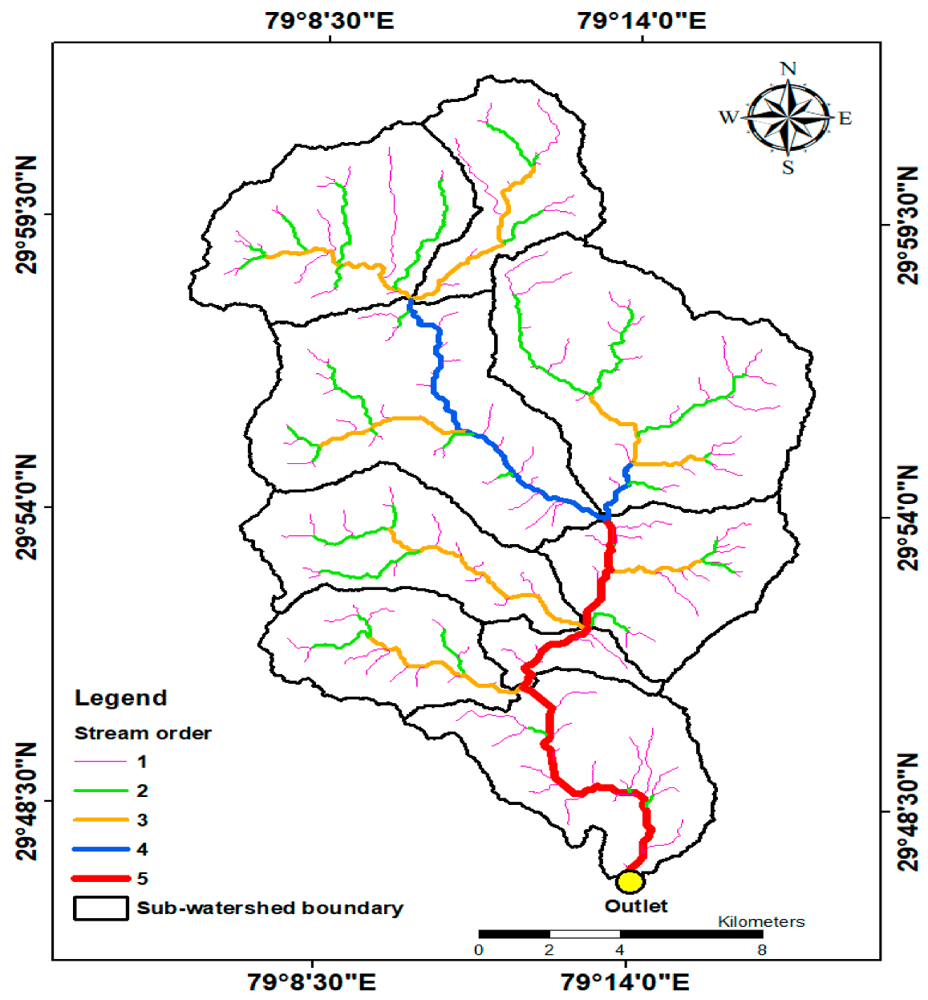 79°8'30"E 79°14'0"E
N
W E
S
29°59'30"N 29°59'30"N
29°54'0"N 29°54'0"N
29°48'30"N 29°48'30"N
Legend
Stream order
1
2
3
4
5
Sub-watershed boundary
Outlet
Kilometers
0 2 4 8
79°8'30"E 79°14'0"E